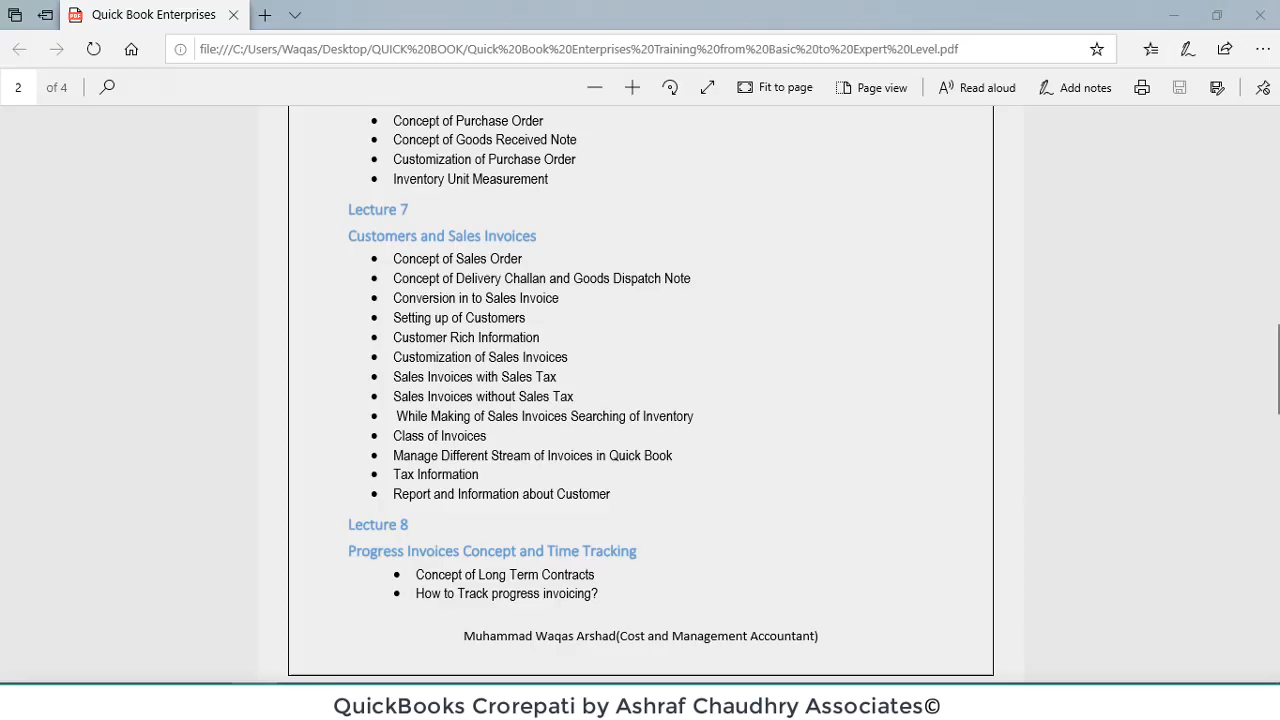 Quick Book Enterprises
file:///C:/Users/Waqas/Desktop/QUICK%20BOOK/Quick%20Book%20Enterprises%20Training%20from%20Basic%20to%20Expert%20Level.pdf
2 of 4 Fit to page Page view Read aloud Add notes
• Concept of Purchase Order
• Concept of Goods Received Note
• Customization of Purchase Order
• Inventory Unit Measurement
Lecture 7
Customers and Sales Invoices
• Concept of Sales Order
• Concept of Delivery Challan and Goods Dispatch Note
• Conversion in to Sales Invoice
• Setting up of Customers
• Customer Rich Information
• Customization of Sales Invoices
• Sales Invoices with Sales Tax
• Sales Invoices without Sales Tax
• While Making of Sales Invoices Searching of Inventory
• Class of Invoices
• Manage Different Stream of Invoices in Quick Book
• Tax Information
• Report and Information about Customer
Lecture 8
Progress Invoices Concept and Time Tracking
• Concept of Long Term Contracts
• How to Track progress invoicing?
Muhammad Waqas Arshad(Cost and Management Accountant)
QuickBooks Crorepati by Ashraf Chaudhry Associates©